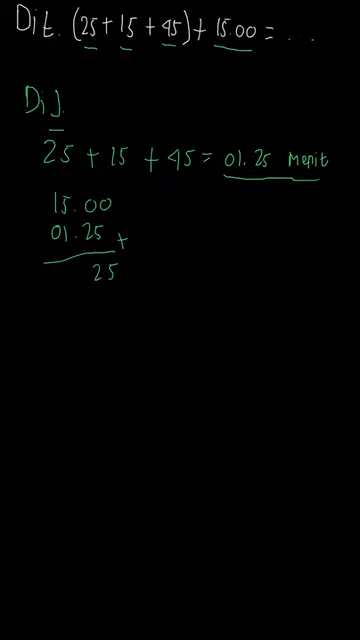 Dit. (25 + 15 + 45) + 15.00 = ...
Dij.
25 + 15 + 45 = 01.25 Menit
15.00
01.25 +
25